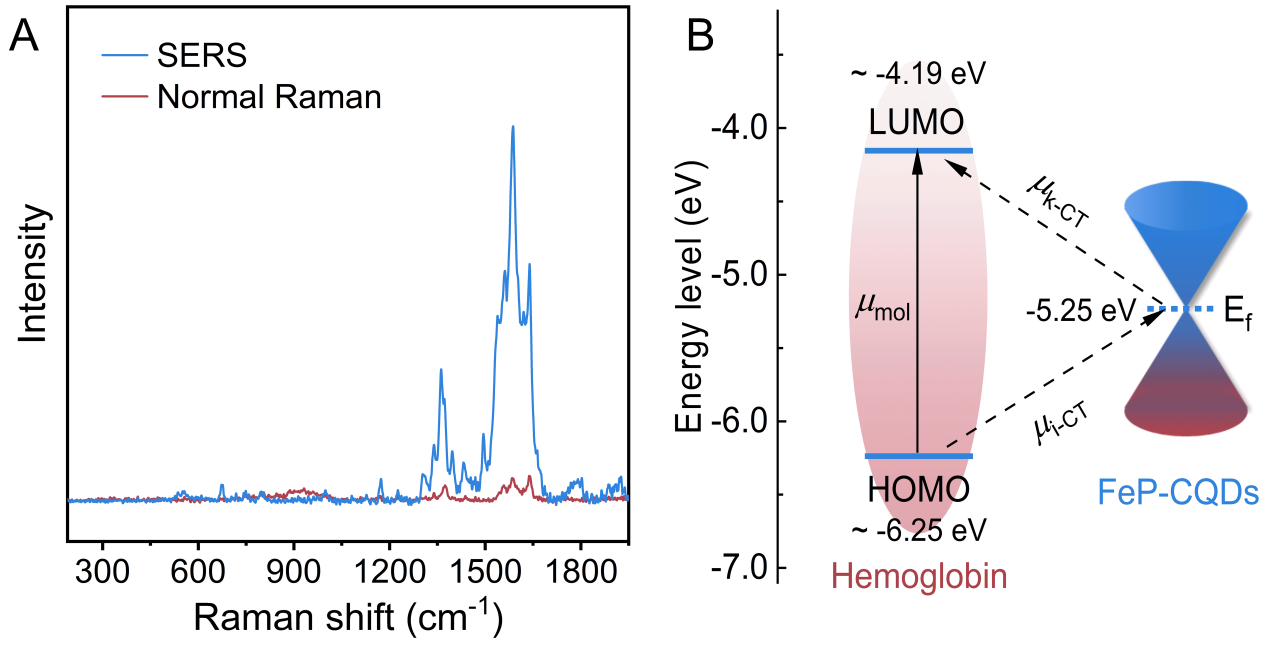 A
SERS
Normal Raman
Intensity
300 600 900 1200 1500 1800
Raman shift (cm⁻¹)
B
Energy level (eV)
-4.0
-5.0
-6.0
-7.0
~ -4.19 eV
LUMO
μmol
μk-CT
-5.25 eV
Ef
μi-CT
HOMO
~ -6.25 eV
Hemoglobin
FeP-CQDs